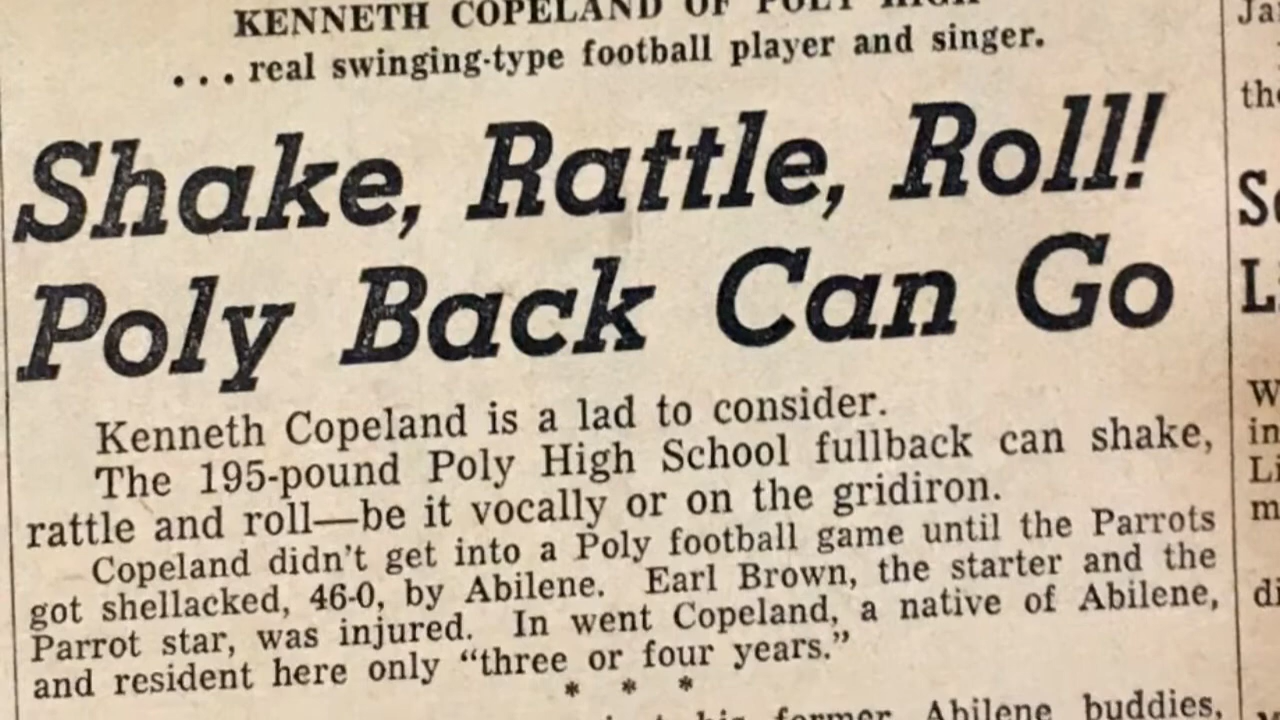 KENNETH COPELAND OF POLY HIGH
. . . real swinging-type football player and singer.
Shake, Rattle, Roll!
Poly Back Can Go
Kenneth Copeland is a lad to consider.
The 195-pound Poly High School fullback can shake,
rattle and roll—be it vocally or on the gridiron.
Copeland didn't get into a Poly football game until the Parrots
got shellacked, 46-0, by Abilene. Earl Brown, the starter and the
Parrot star, was injured. In went Copeland, a native of Abilene,
and resident here only "three or four years."
* * *
his former Abilene buddies,